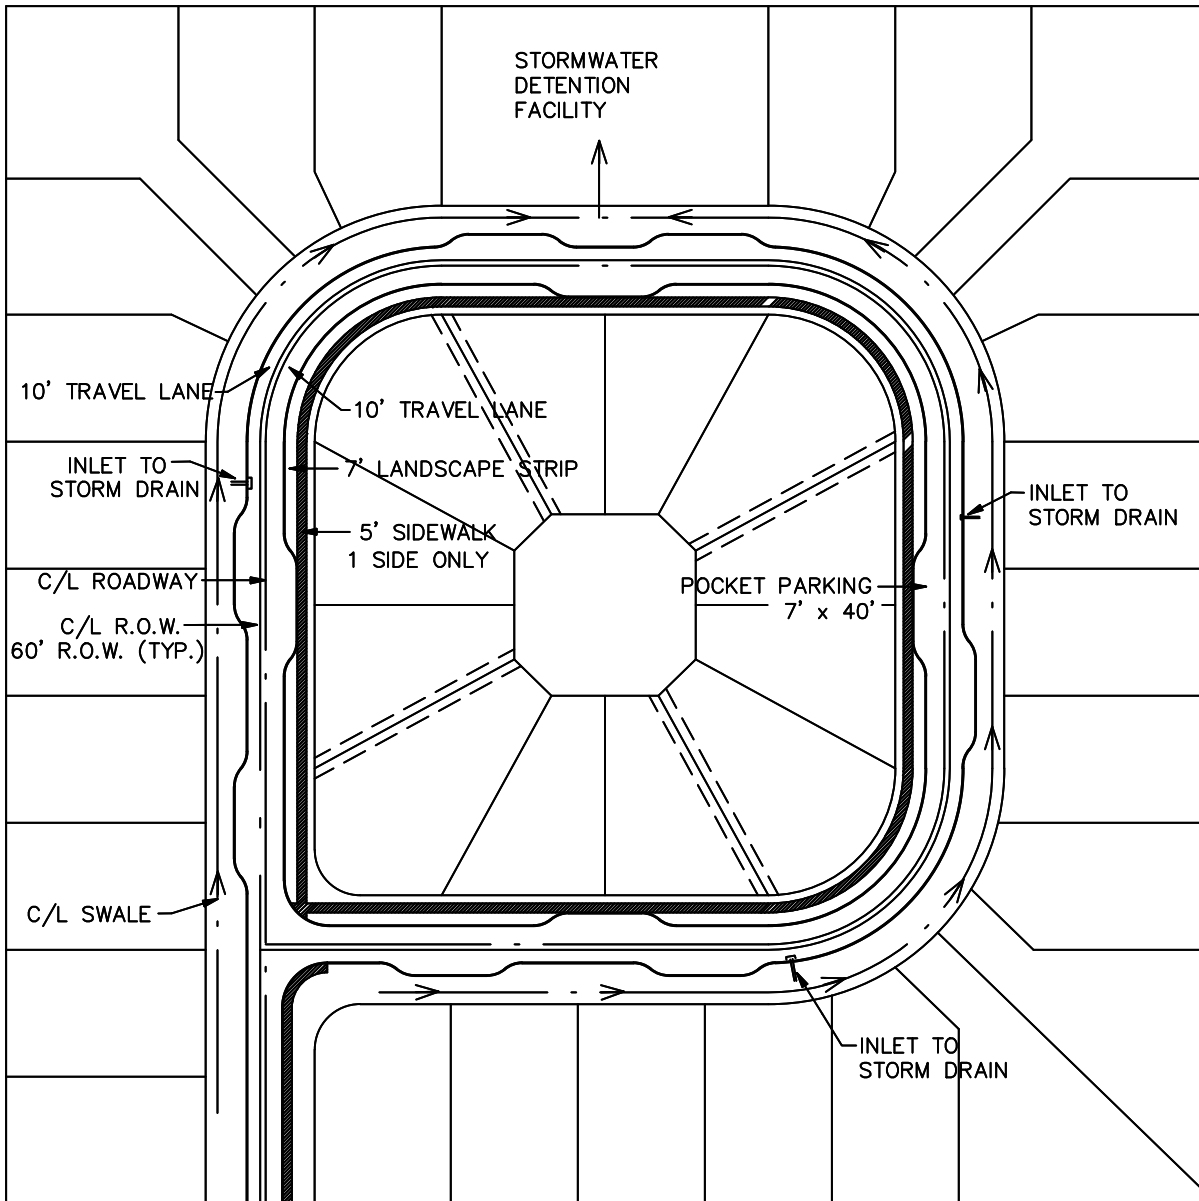 STORMWATER
DETENTION
FACILITY
10' TRAVEL LANE
10' TRAVEL LANE
INLET TO
STORM DRAIN
7' LANDSCAPE STRIP
INLET TO
STORM DRAIN
5' SIDEWALK
1 SIDE ONLY
C/L ROADWAY
POCKET PARKING
7' x 40'
C/L R.O.W.
60' R.O.W. (TYP.)
C/L SWALE
INLET TO
STORM DRAIN